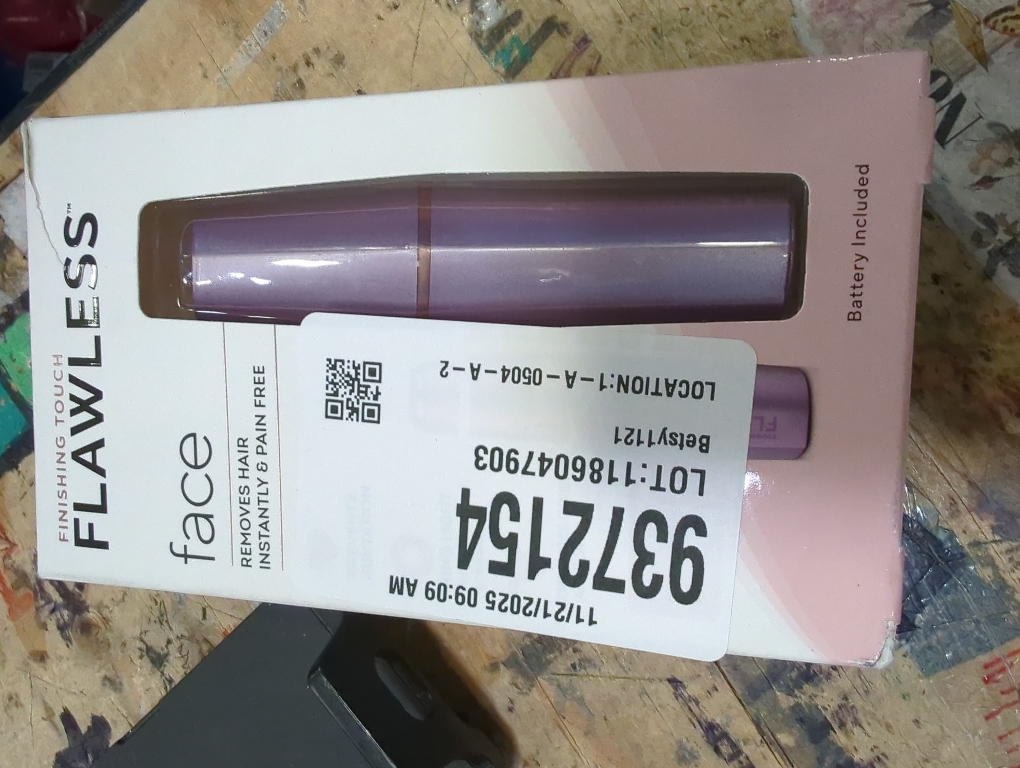 FINISHING TOUCH
FLAWLESS™
face
REMOVES HAIR
INSTANTLY & PAIN FREE
Battery Included
11/21/2025 09:09 AM
9372154
LOT:1186047903
Betsy1121
LOCATION:1-A-0504-A-2